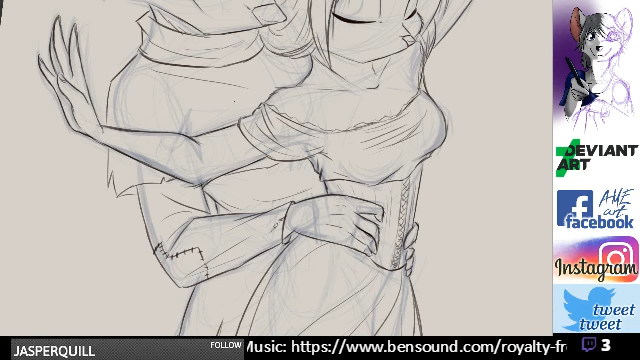 DEVIANT
ART
AHE
art
facebook
Instagram
tweet
tweet
JASPERQUILL
FOLLOW
Music: https://www.bensound.com/royalty-fr
3